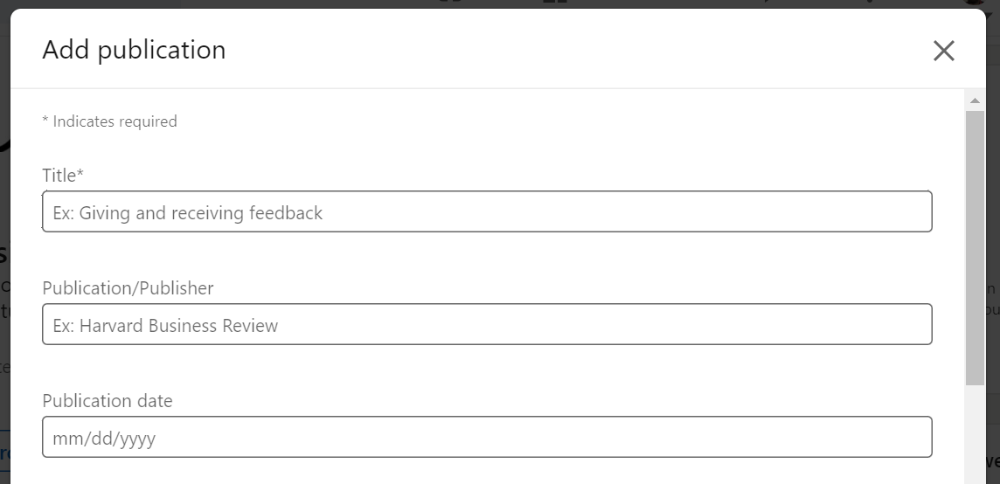 Add publication
* Indicates required
Title*
Ex: Giving and receiving feedback
Publication/Publisher
Ex: Harvard Business Review
Publication date
mm/dd/yyyy